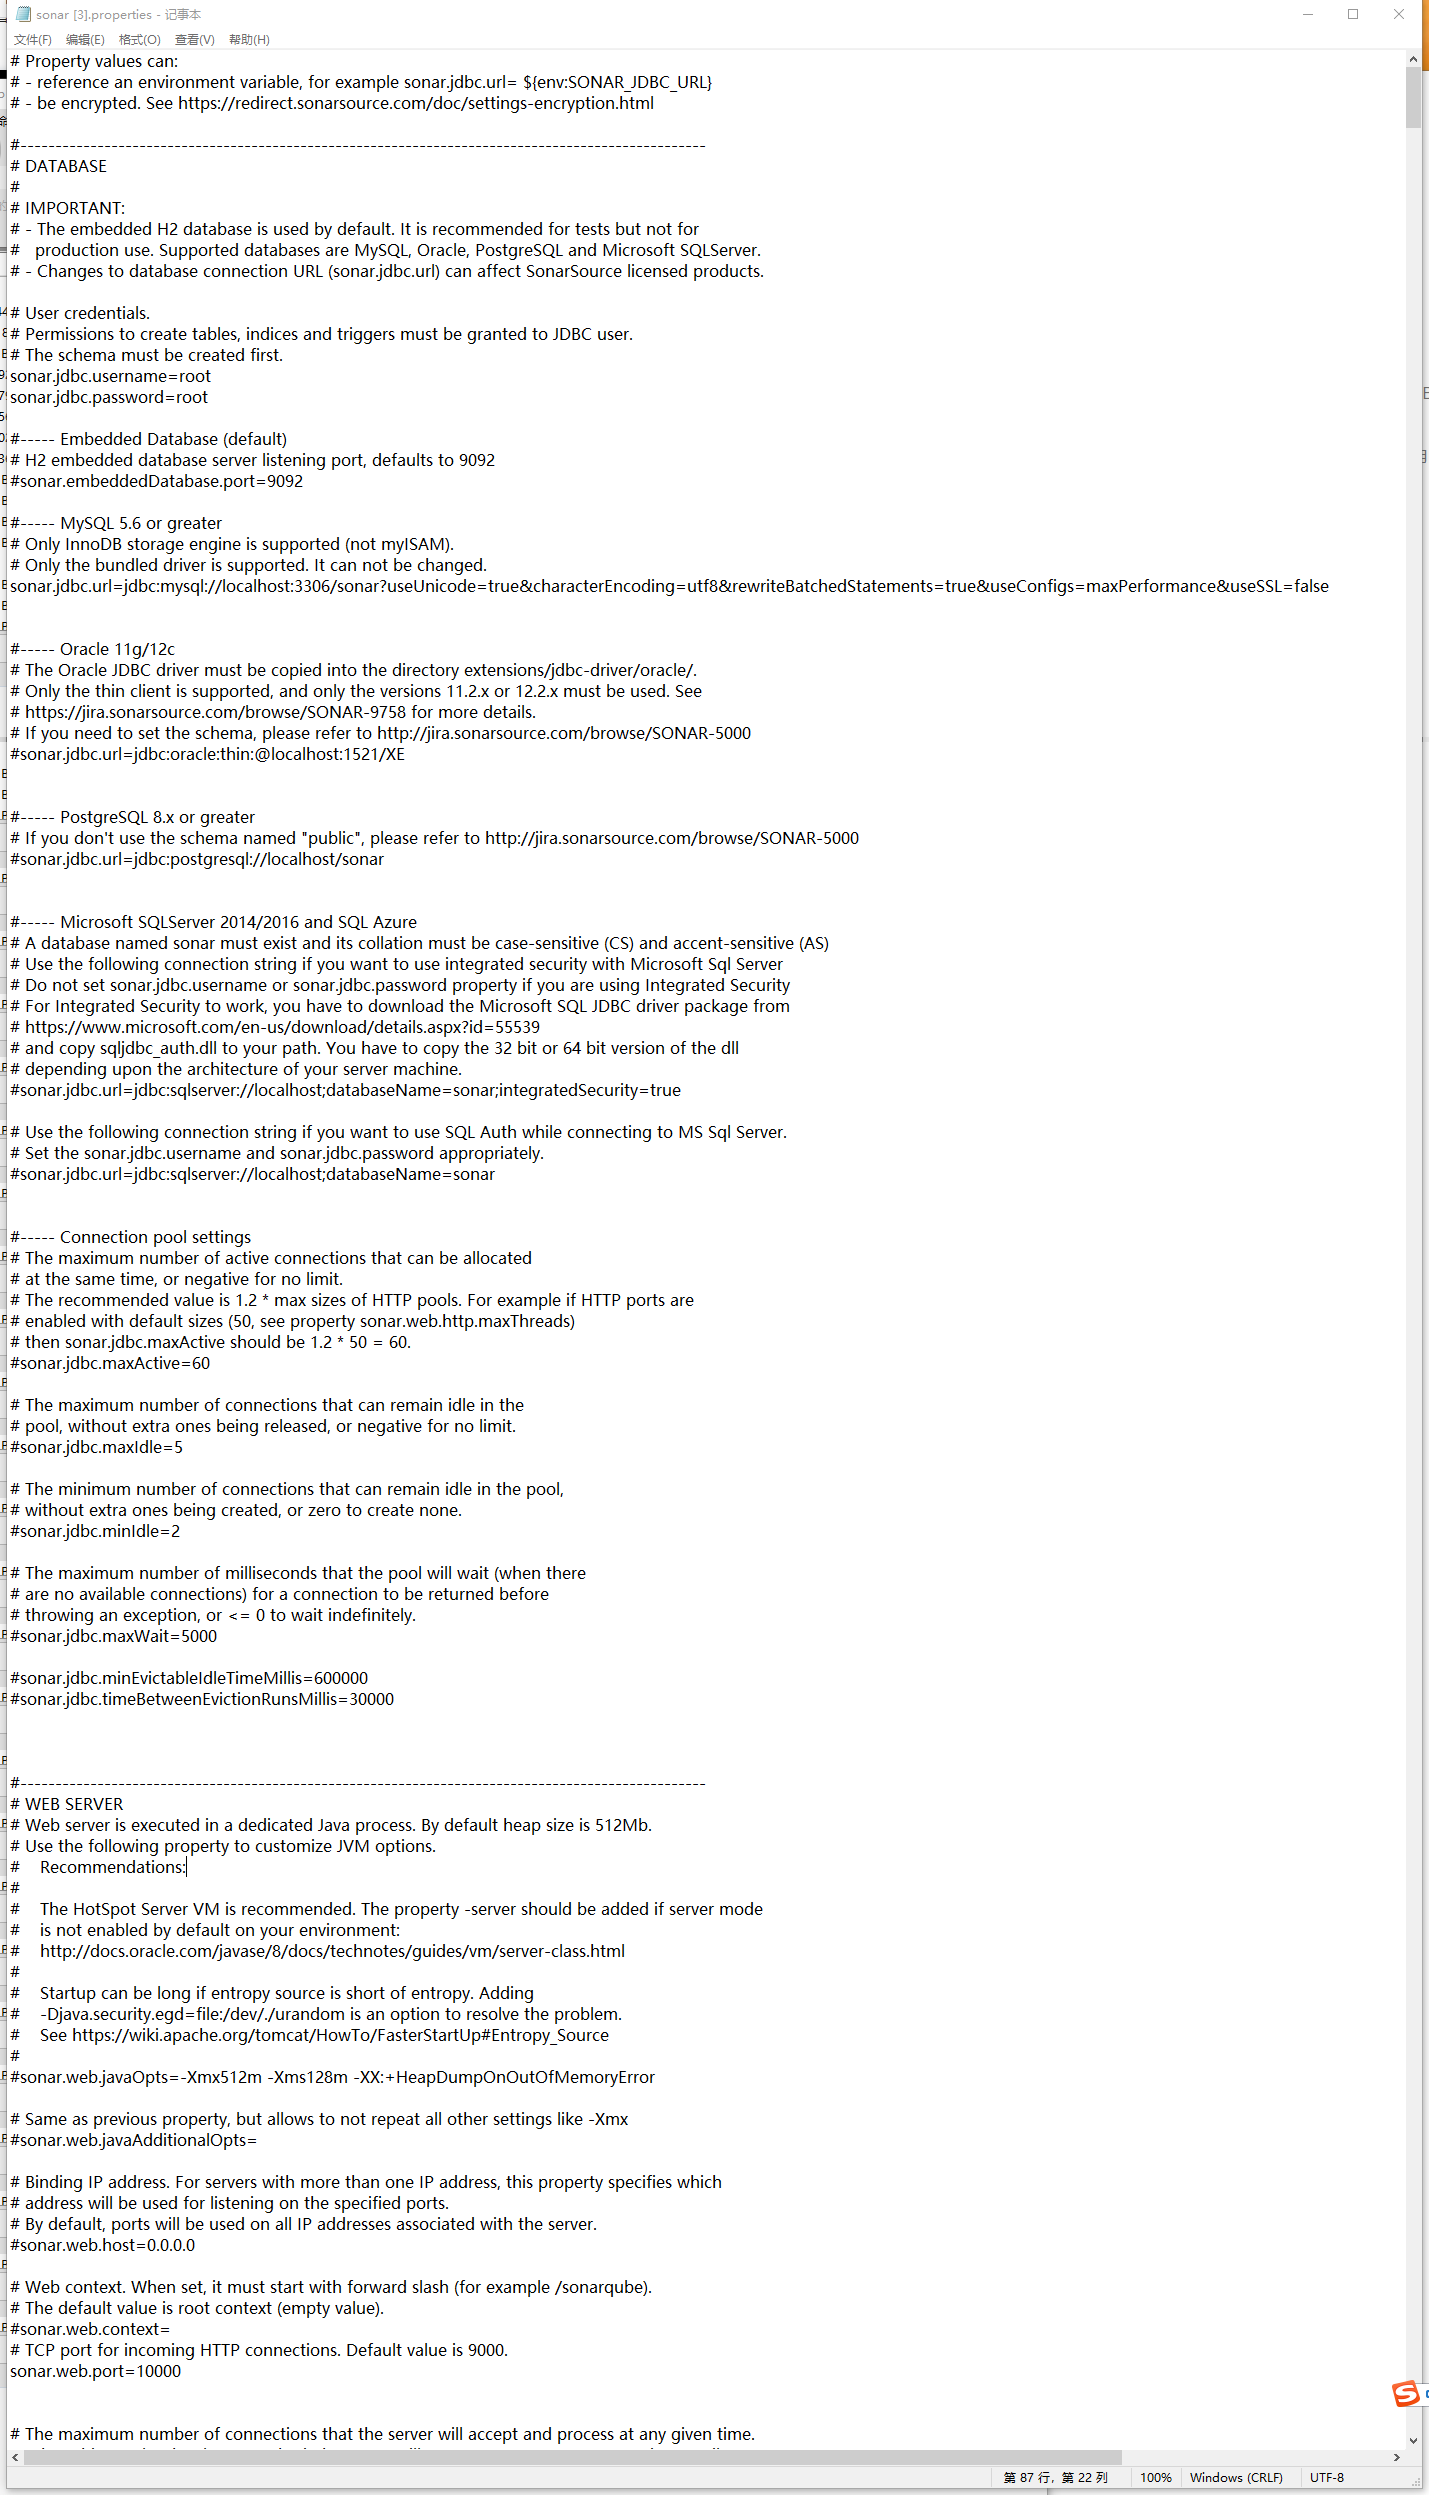 sonar [3].properties - 记事本
文件(F) 编辑(E) 格式(O) 查看(V) 帮助(H)
# Property values can:
# - reference an environment variable, for example sonar.jdbc.url= ${env:SONAR_JDBC_URL}
# - be encrypted. See https://redirect.sonarsource.com/doc/settings-encryption.html
#--------------------------------------------------------------------------------------------------
# DATABASE
#
# IMPORTANT:
# - The embedded H2 database is used by default. It is recommended for tests but not for
#   production use. Supported databases are MySQL, Oracle, PostgreSQL and Microsoft SQLServer.
# - Changes to database connection URL (sonar.jdbc.url) can affect SonarSource licensed products.
# User credentials.
# Permissions to create tables, indices and triggers must be granted to JDBC user.
# The schema must be created first.
sonar.jdbc.username=root
sonar.jdbc.password=root
#----- Embedded Database (default)
# H2 embedded database server listening port, defaults to 9092
#sonar.embeddedDatabase.port=9092
#----- MySQL 5.6 or greater
# Only InnoDB storage engine is supported (not myISAM).
# Only the bundled driver is supported. It can not be changed.
sonar.jdbc.url=jdbc:mysql://localhost:3306/sonar?useUnicode=true&characterEncoding=utf8&rewriteBatchedStatements=true&useConfigs=maxPerformance&useSSL=false
#----- Oracle 11g/12c
# The Oracle JDBC driver must be copied into the directory extensions/jdbc-driver/oracle/.
# Only the thin client is supported, and only the versions 11.2.x or 12.2.x must be used. See
# https://jira.sonarsource.com/browse/SONAR-9758 for more details.
# If you need to set the schema, please refer to http://jira.sonarsource.com/browse/SONAR-5000
#sonar.jdbc.url=jdbc:oracle:thin:@localhost:1521/XE
#----- PostgreSQL 8.x or greater
# If you don't use the schema named "public", please refer to http://jira.sonarsource.com/browse/SONAR-5000
#sonar.jdbc.url=jdbc:postgresql://localhost/sonar
#----- Microsoft SQLServer 2014/2016 and SQL Azure
# A database named sonar must exist and its collation must be case-sensitive (CS) and accent-sensitive (AS)
# Use the following connection string if you want to use integrated security with Microsoft Sql Server
# Do not set sonar.jdbc.username or sonar.jdbc.password property if you are using Integrated Security
# For Integrated Security to work, you have to download the Microsoft SQL JDBC driver package from
# https://www.microsoft.com/en-us/download/details.aspx?id=55539
# and copy sqljdbc_auth.dll to your path. You have to copy the 32 bit or 64 bit version of the dll
# depending upon the architecture of your server machine.
#sonar.jdbc.url=jdbc:sqlserver://localhost;databaseName=sonar;integratedSecurity=true
# Use the following connection string if you want to use SQL Auth while connecting to MS Sql Server.
# Set the sonar.jdbc.username and sonar.jdbc.password appropriately.
#sonar.jdbc.url=jdbc:sqlserver://localhost;databaseName=sonar
#----- Connection pool settings
# The maximum number of active connections that can be allocated
# at the same time, or negative for no limit.
# The recommended value is 1.2 * max sizes of HTTP pools. For example if HTTP ports are
# enabled with default sizes (50, see property sonar.web.http.maxThreads)
# then sonar.jdbc.maxActive should be 1.2 * 50 = 60.
#sonar.jdbc.maxActive=60
# The maximum number of connections that can remain idle in the
# pool, without extra ones being released, or negative for no limit.
#sonar.jdbc.maxIdle=5
# The minimum number of connections that can remain idle in the pool,
# without extra ones being created, or zero to create none.
#sonar.jdbc.minIdle=2
# The maximum number of milliseconds that the pool will wait (when there
# are no available connections) for a connection to be returned before
# throwing an exception, or <= 0 to wait indefinitely.
#sonar.jdbc.maxWait=5000
#sonar.jdbc.minEvictableIdleTimeMillis=600000
#sonar.jdbc.timeBetweenEvictionRunsMillis=30000
#--------------------------------------------------------------------------------------------------
# WEB SERVER
# Web server is executed in a dedicated Java process. By default heap size is 512Mb.
# Use the following property to customize JVM options.
#    Recommendations:
#
#    The HotSpot Server VM is recommended. The property -server should be added if server mode
#    is not enabled by default on your environment:
#    http://docs.oracle.com/javase/8/docs/technotes/guides/vm/server-class.html
#
#    Startup can be long if entropy source is short of entropy. Adding
#    -Djava.security.egd=file:/dev/./urandom is an option to resolve the problem.
#    See https://wiki.apache.org/tomcat/HowTo/FasterStartUp#Entropy_Source
#
#sonar.web.javaOpts=-Xmx512m -Xms128m -XX:+HeapDumpOnOutOfMemoryError
# Same as previous property, but allows to not repeat all other settings like -Xmx
#sonar.web.javaAdditionalOpts=
# Binding IP address. For servers with more than one IP address, this property specifies which
# address will be used for listening on the specified ports.
# By default, ports will be used on all IP addresses associated with the server.
#sonar.web.host=0.0.0.0
# Web context. When set, it must start with forward slash (for example /sonarqube).
# The default value is root context (empty value).
#sonar.web.context=
# TCP port for incoming HTTP connections. Default value is 9000.
sonar.web.port=10000
# The maximum number of connections that the server will accept and process at any given time.
第 87 行，第 22 列 100% Windows (CRLF) UTF-8